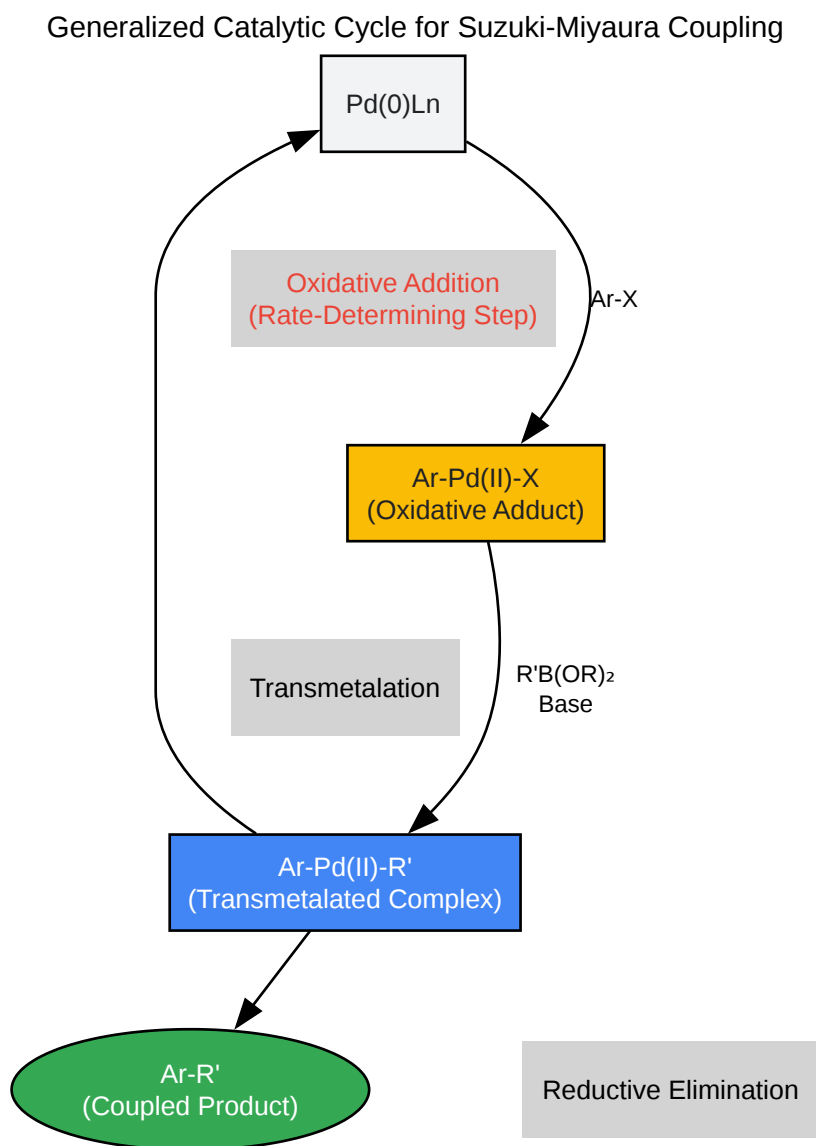 Generalized Catalytic Cycle for Suzuki-Miyaura Coupling
Pd(0)Ln
Oxidative Addition
(Rate-Determining Step)
Ar-X
Ar-Pd(II)-X
(Oxidative Adduct)
Transmetalation
R'B(OR)₂
Base
Ar-Pd(II)-R'
(Transmetalated Complex)
Ar-R'
(Coupled Product)
Reductive Elimination